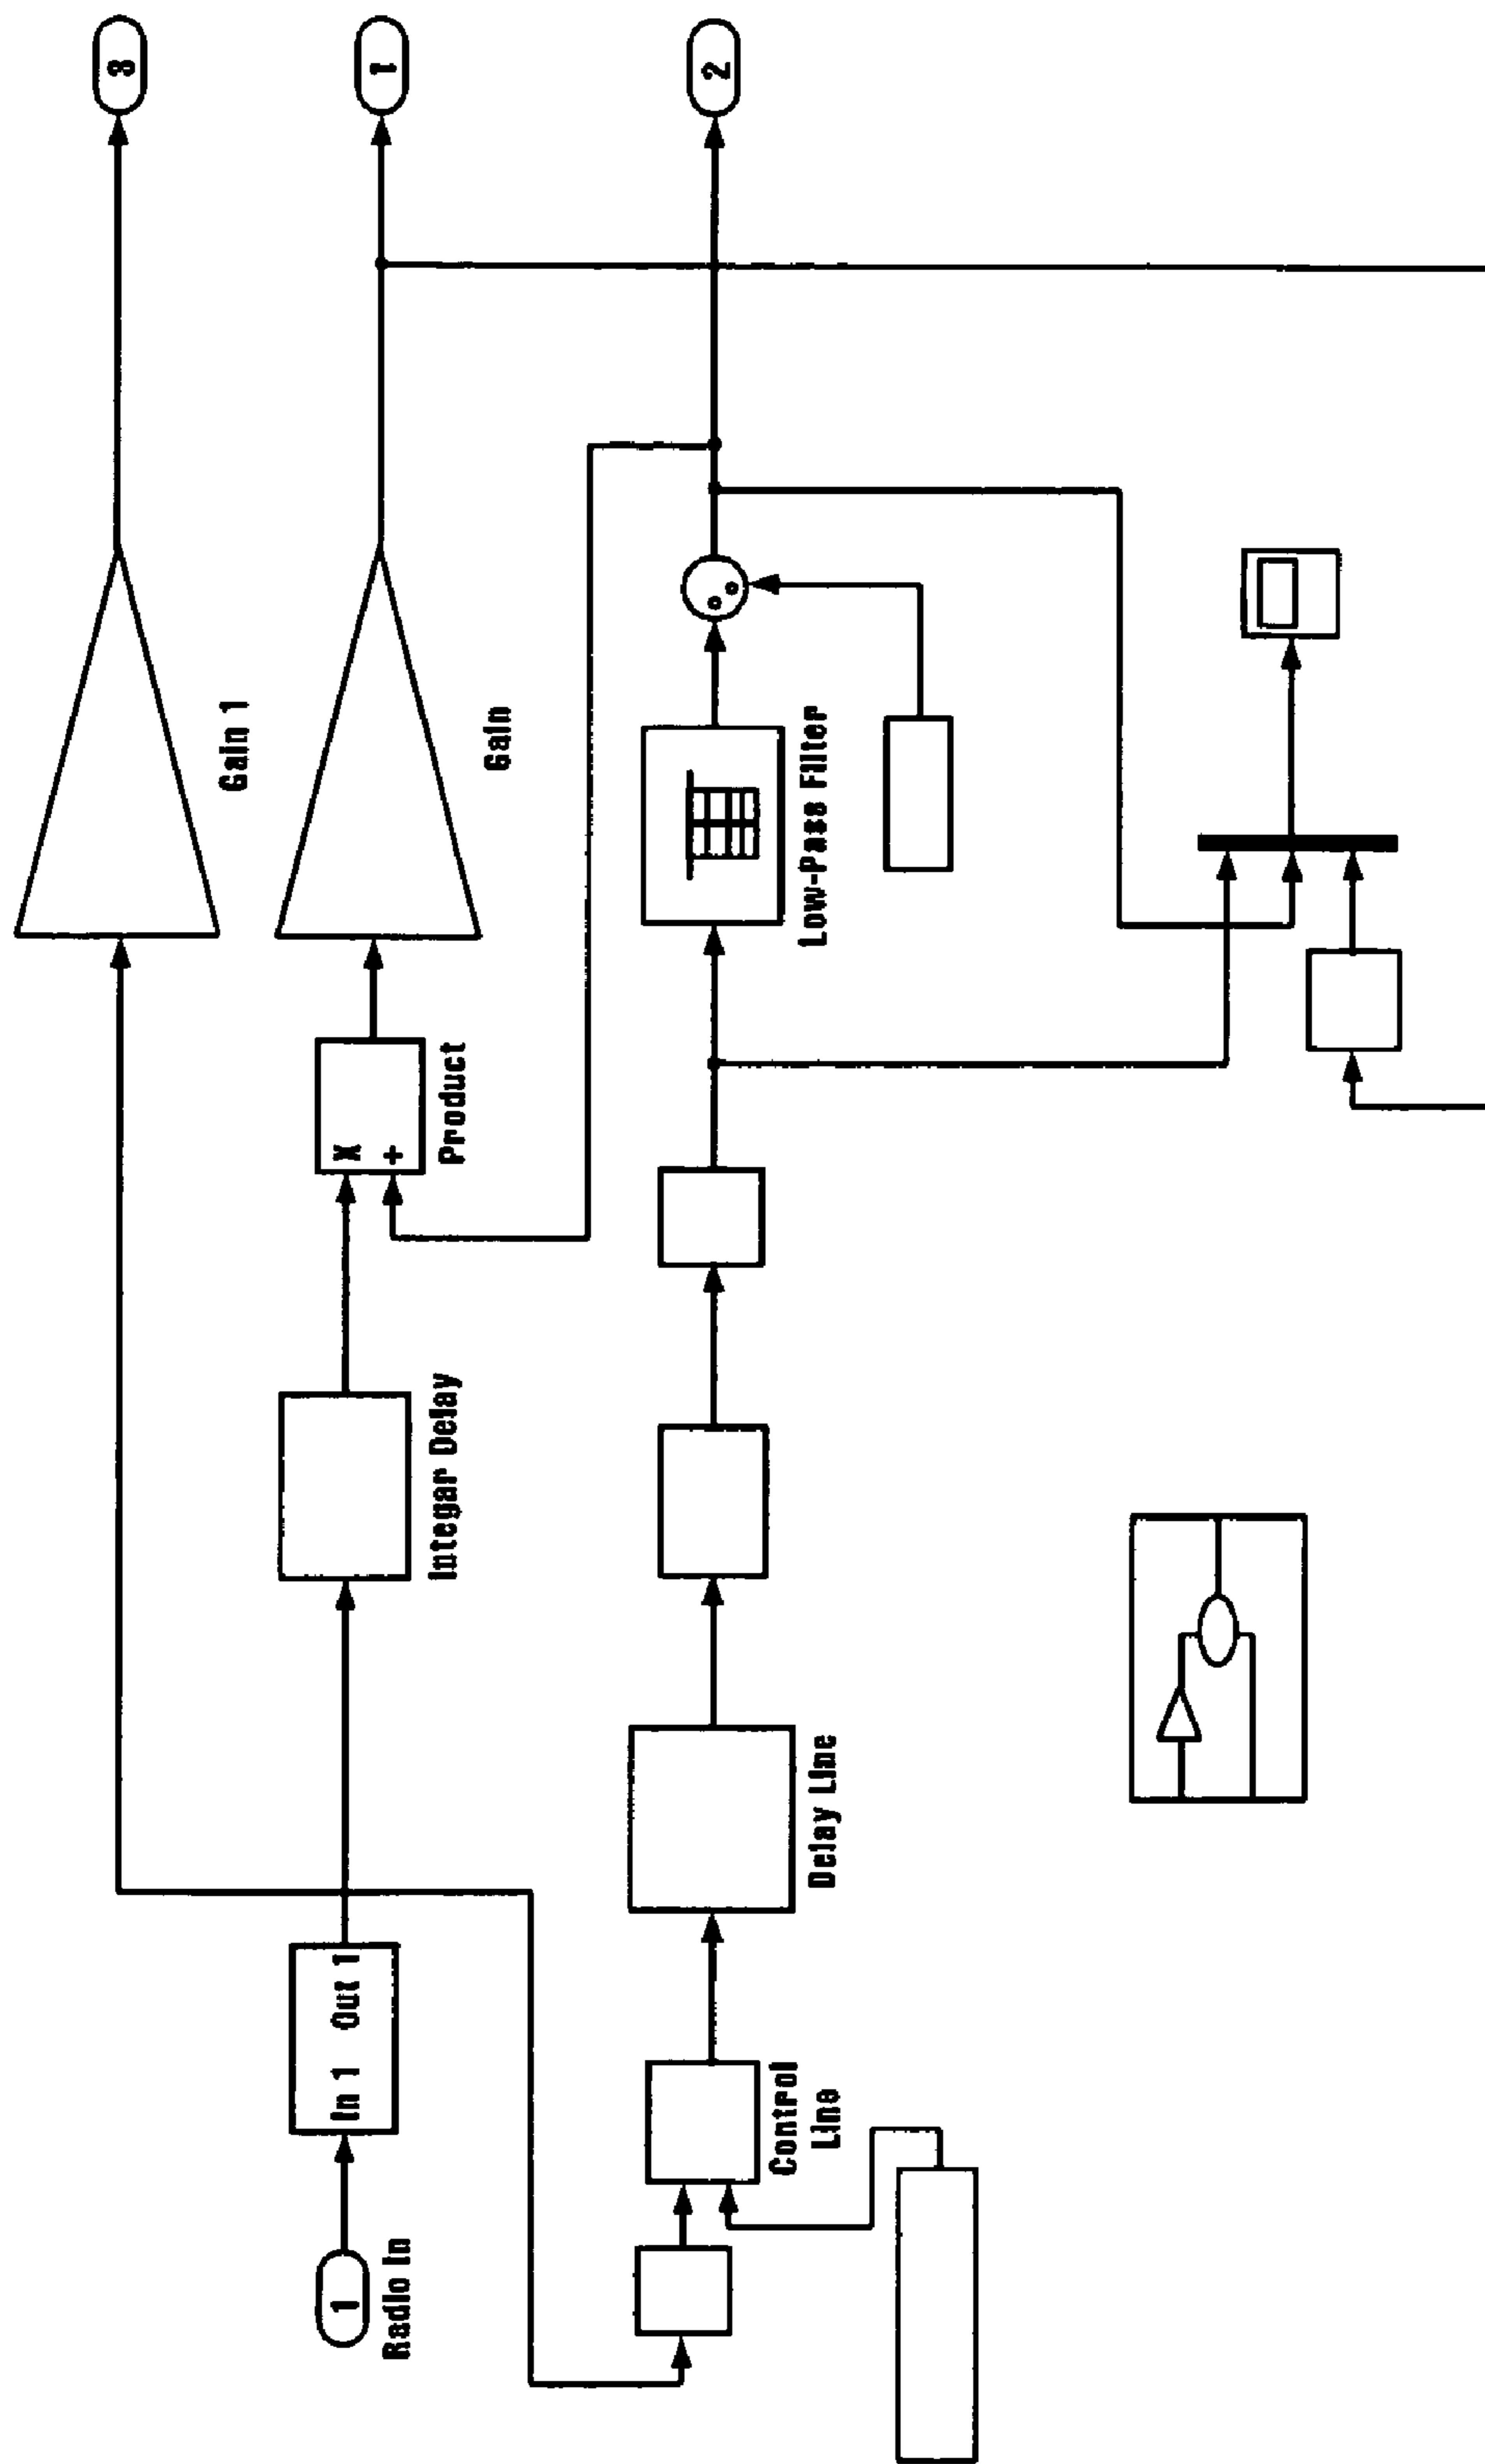 3
Gain 1
1
Radio In
In 1 Out 1
Integar Delay
X
+
Product
Gain
1
Control
Line
Delay Line
Low-Pass Filter
2